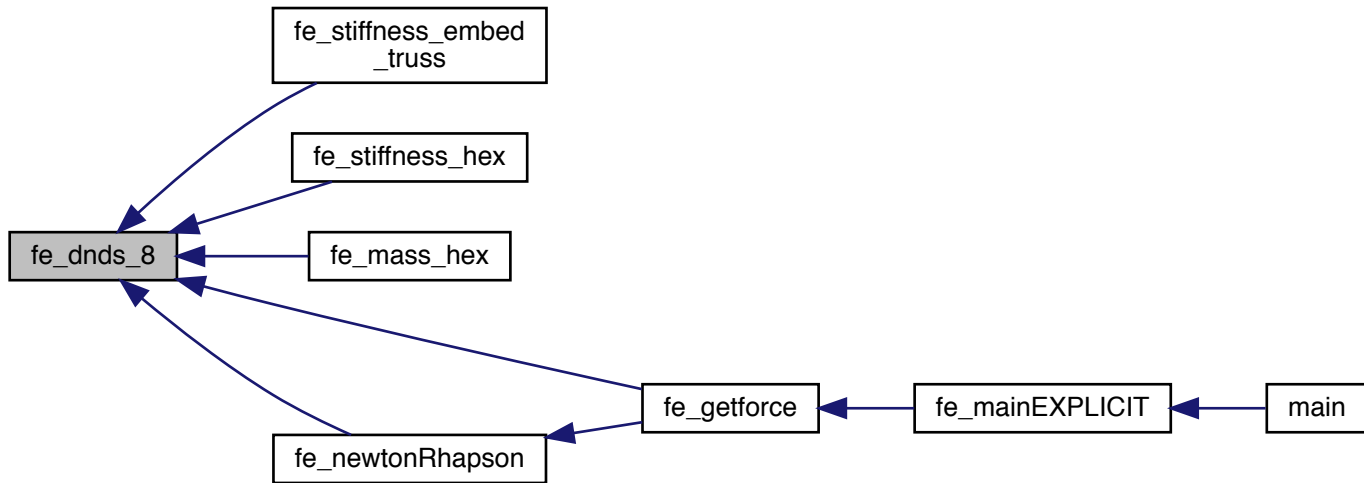 fe_stiffness_embed
_truss
fe_stiffness_hex
fe_dnds_8
fe_mass_hex
fe_getforce
fe_mainEXPLICIT
main
fe_newtonRhapson